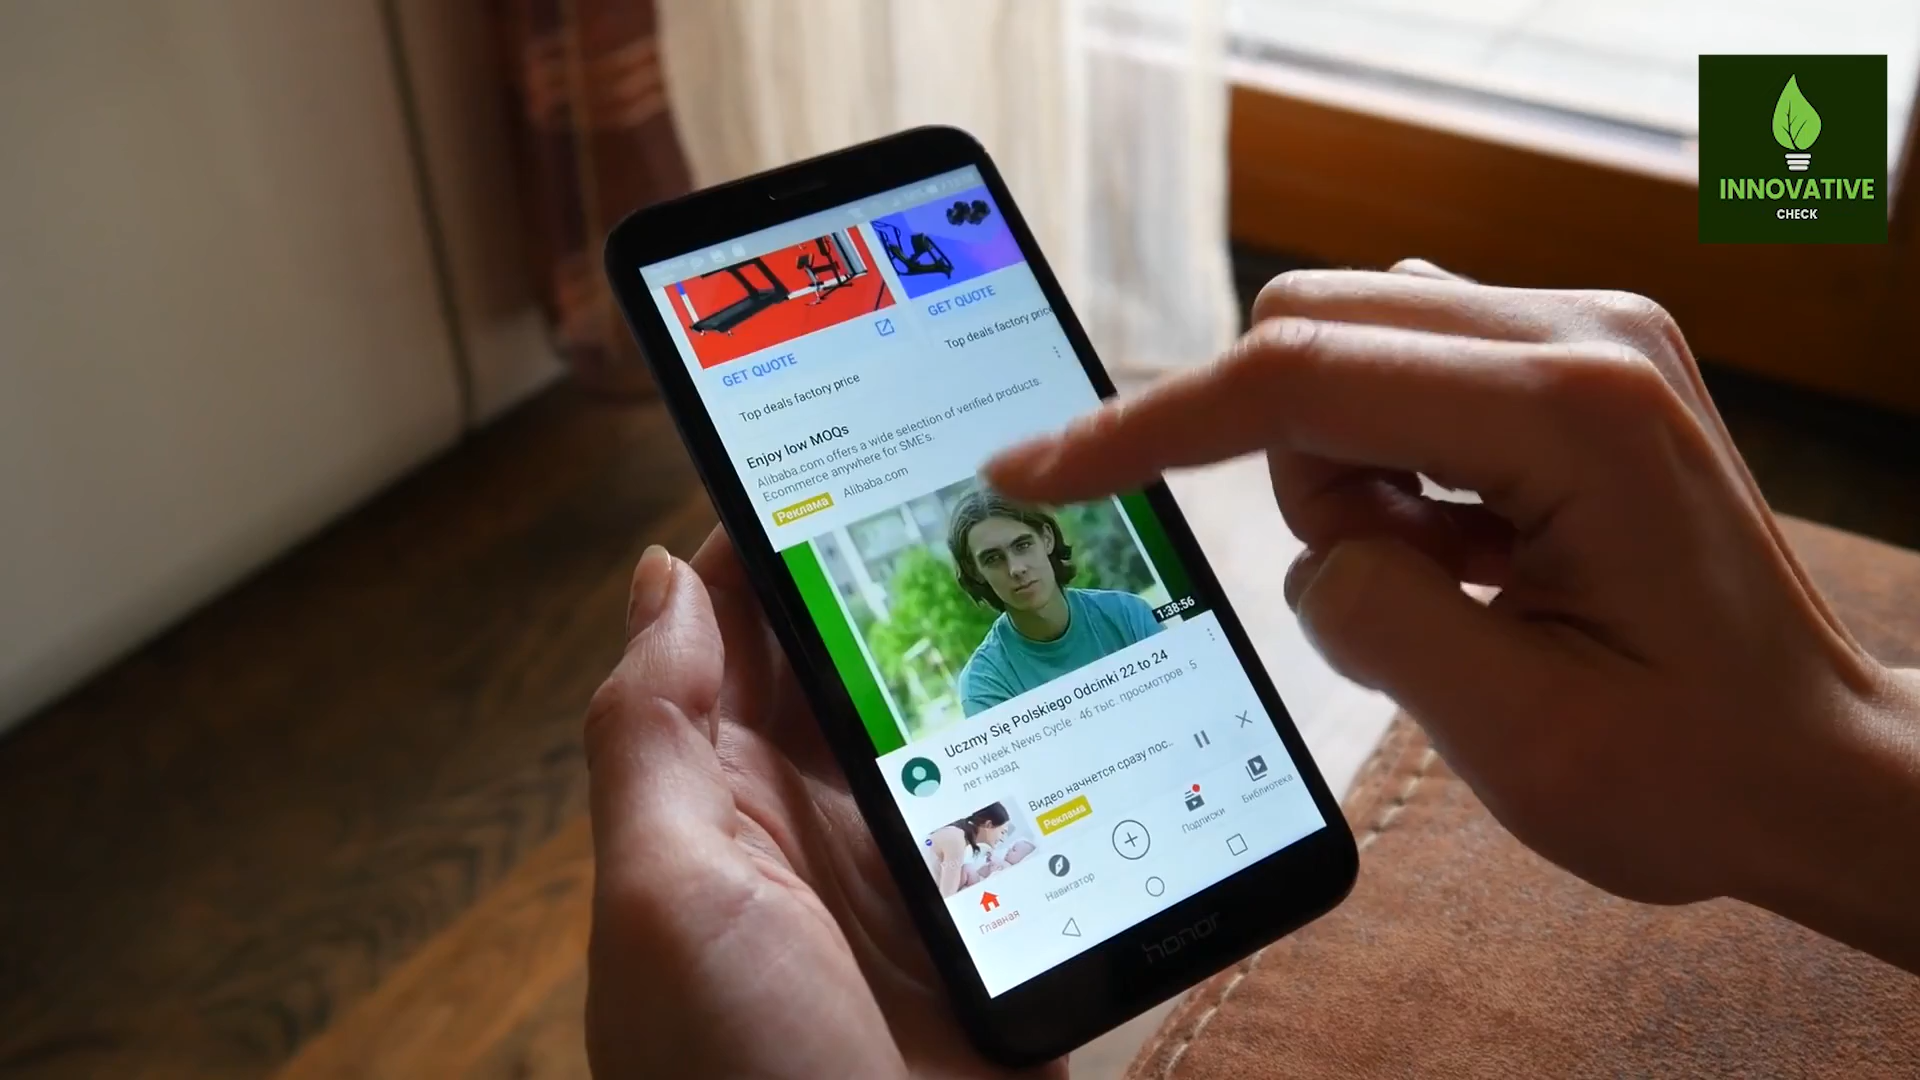 INNOVATIVE
CHECK
GET QUOTE
GET QUOTE
Top deals factory price
Top deals factory price
Enjoy low MOQs
Alibaba.com offers a wide selection of verified products.
Ecommerce anywhere for SME's.
Реклама Alibaba.com
1:38:56
Uczmy Się Polskiego Odcinki 22 to 24
Two Week News Cycle · 46 тыс. просмотров · 5
лет назад
Видео начнется сразу пос...
Реклама
Главная
Навигатор
Подписки
Библиотека
honor